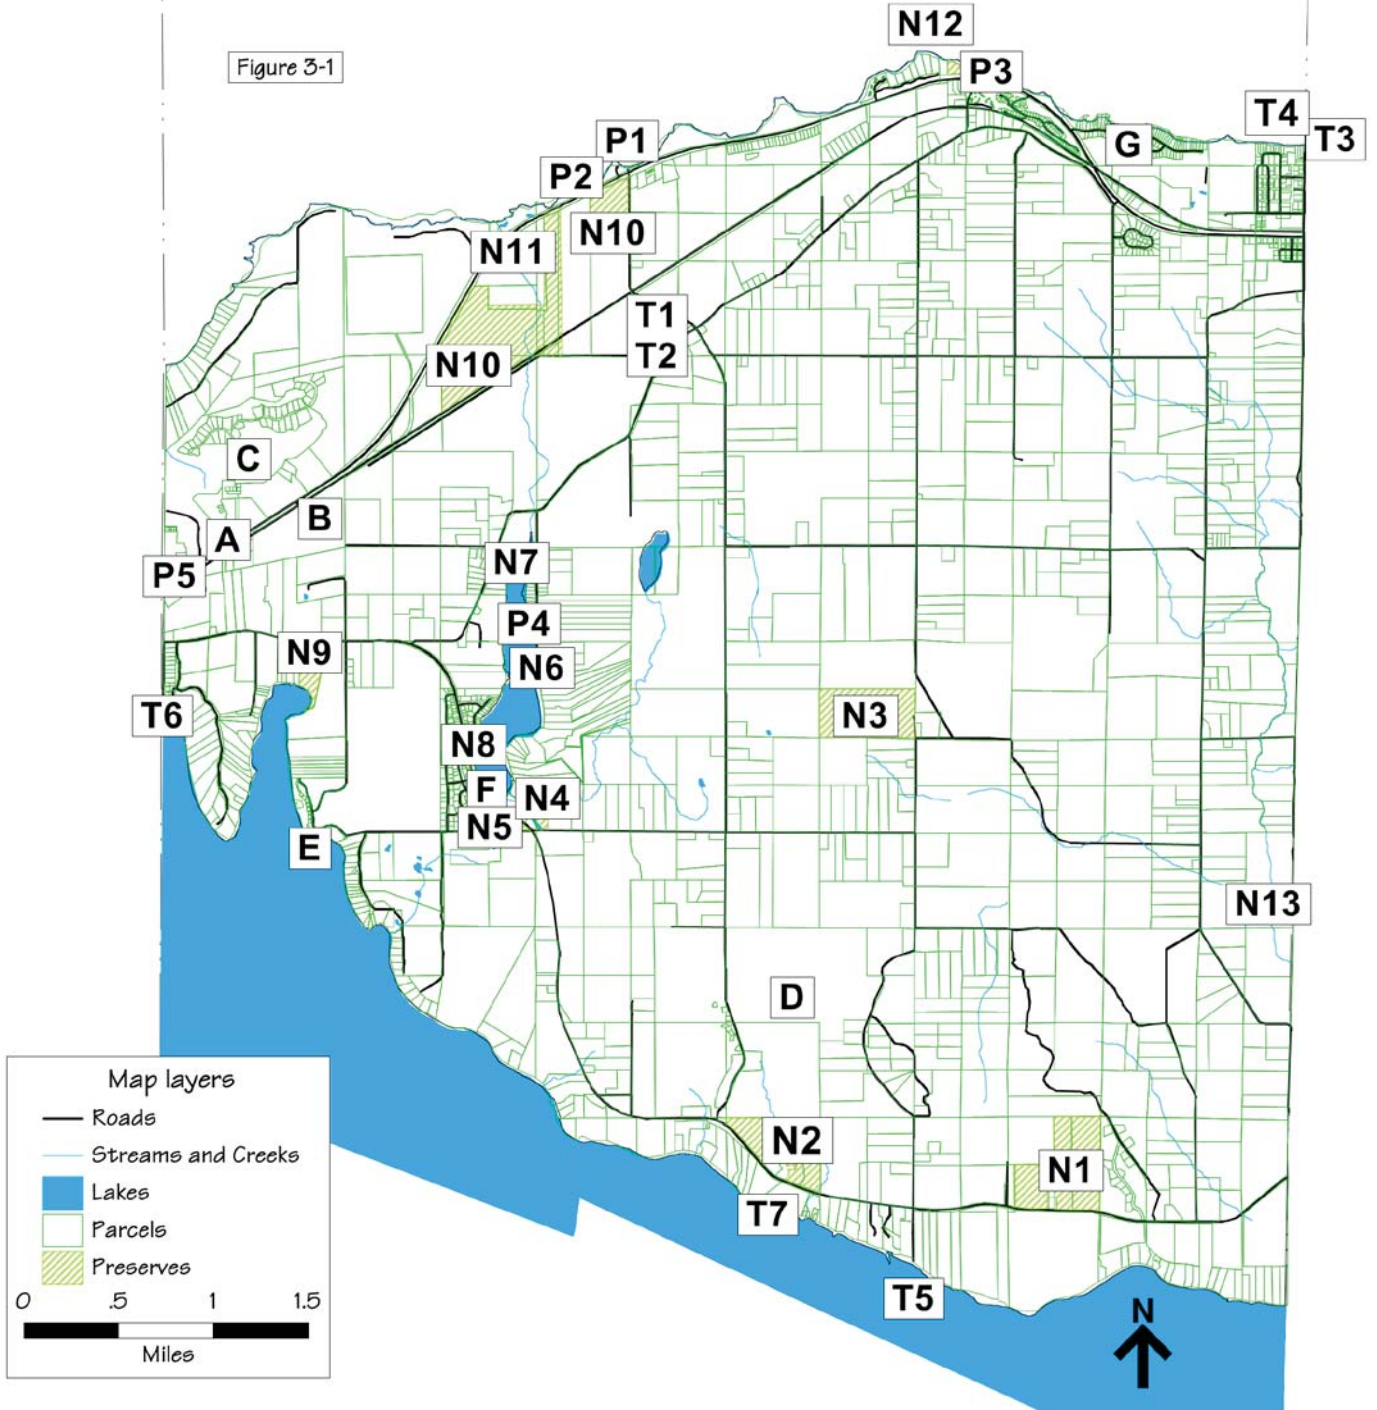 N12
Figure 3-1
P3
T4
P1
G
T3
P2
N10
N11
T1
N10
T2
C
B
A
N7
P5
P4
N9
N6
T6
N3
N8
F
N4
N5
E
N13
D
Map layers
Roads
N2
Streams and Creeks
N1
Lakes
T7
Parcels
Preserves
T5
0 .5 1 1.5
N
Miles